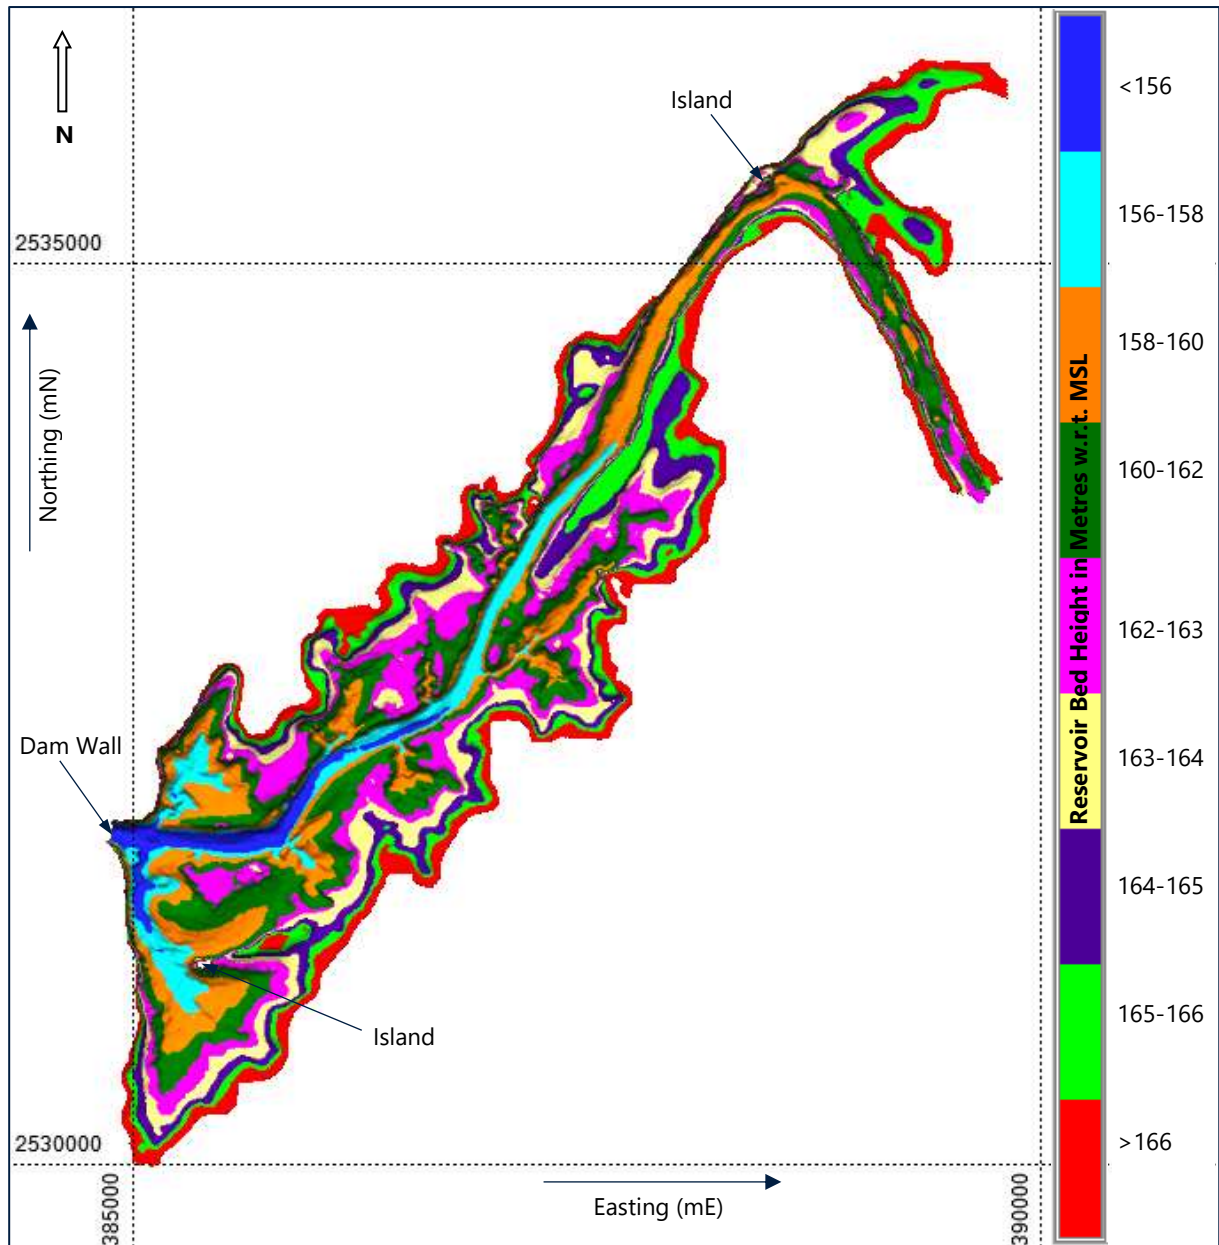 N
Island
<156
156-158
2535000
158-160
Northing (mN)
160-162
Reservoir Bed Height in Metres w.r.t. MSL
162-163
Dam Wall
163-164
164-165
165-166
Island
2530000
>166
385000
Easting (mE)
390000